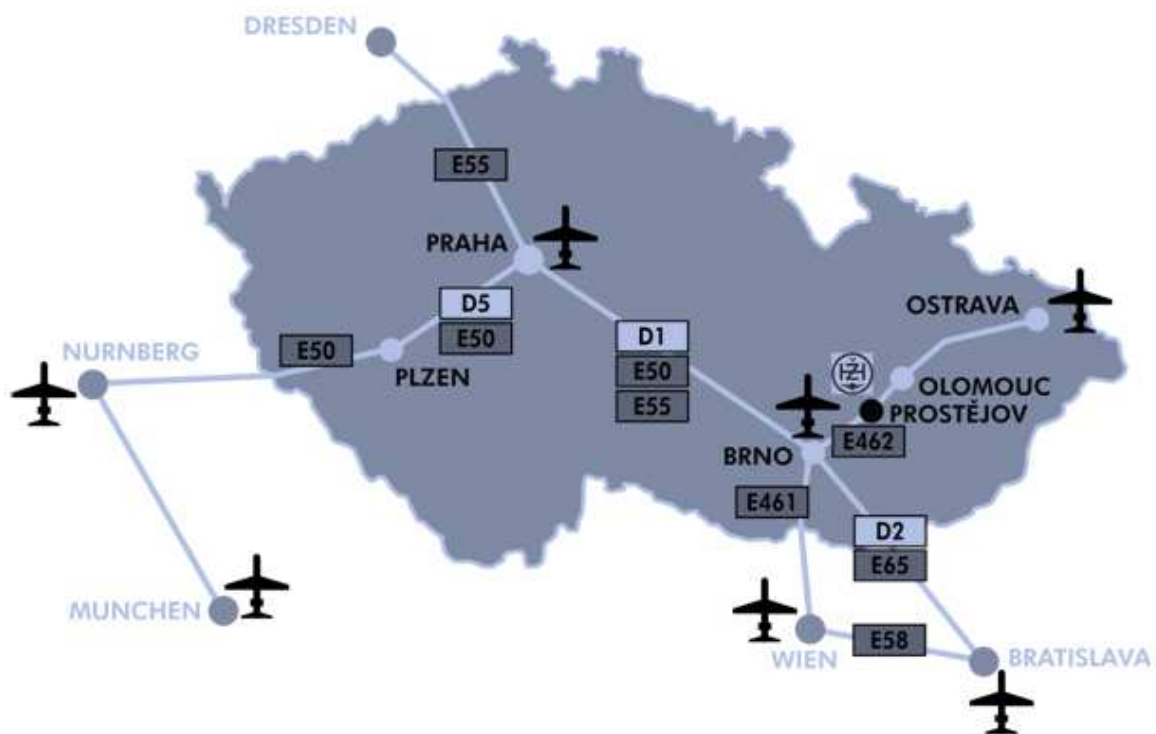 DRESDEN
E55
PRAHA
D5
E50
E50
PLZEN
NURNBERG
MUNCHEN
D1
E50
E55
OSTRAVA
HŽ
OLOMOUC
PROSTĚJOV
E462
BRNO
E461
D2
E65
WIEN
E58
BRATISLAVA